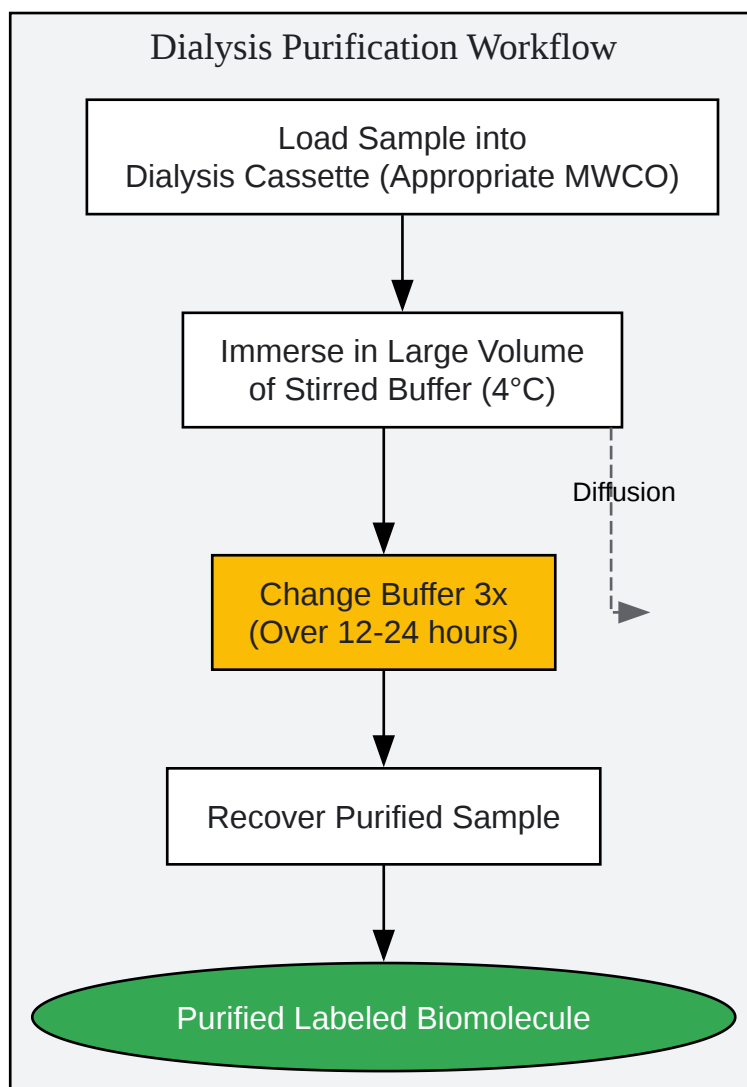 Dialysis Purification Workflow
Load Sample into
Dialysis Cassette (Appropriate MWCO)
Immerse in Large Volume
of Stirred Buffer (4°C)
Diffusion
Change Buffer 3x
(Over 12-24 hours)
Recover Purified Sample
Purified Labeled Biomolecule